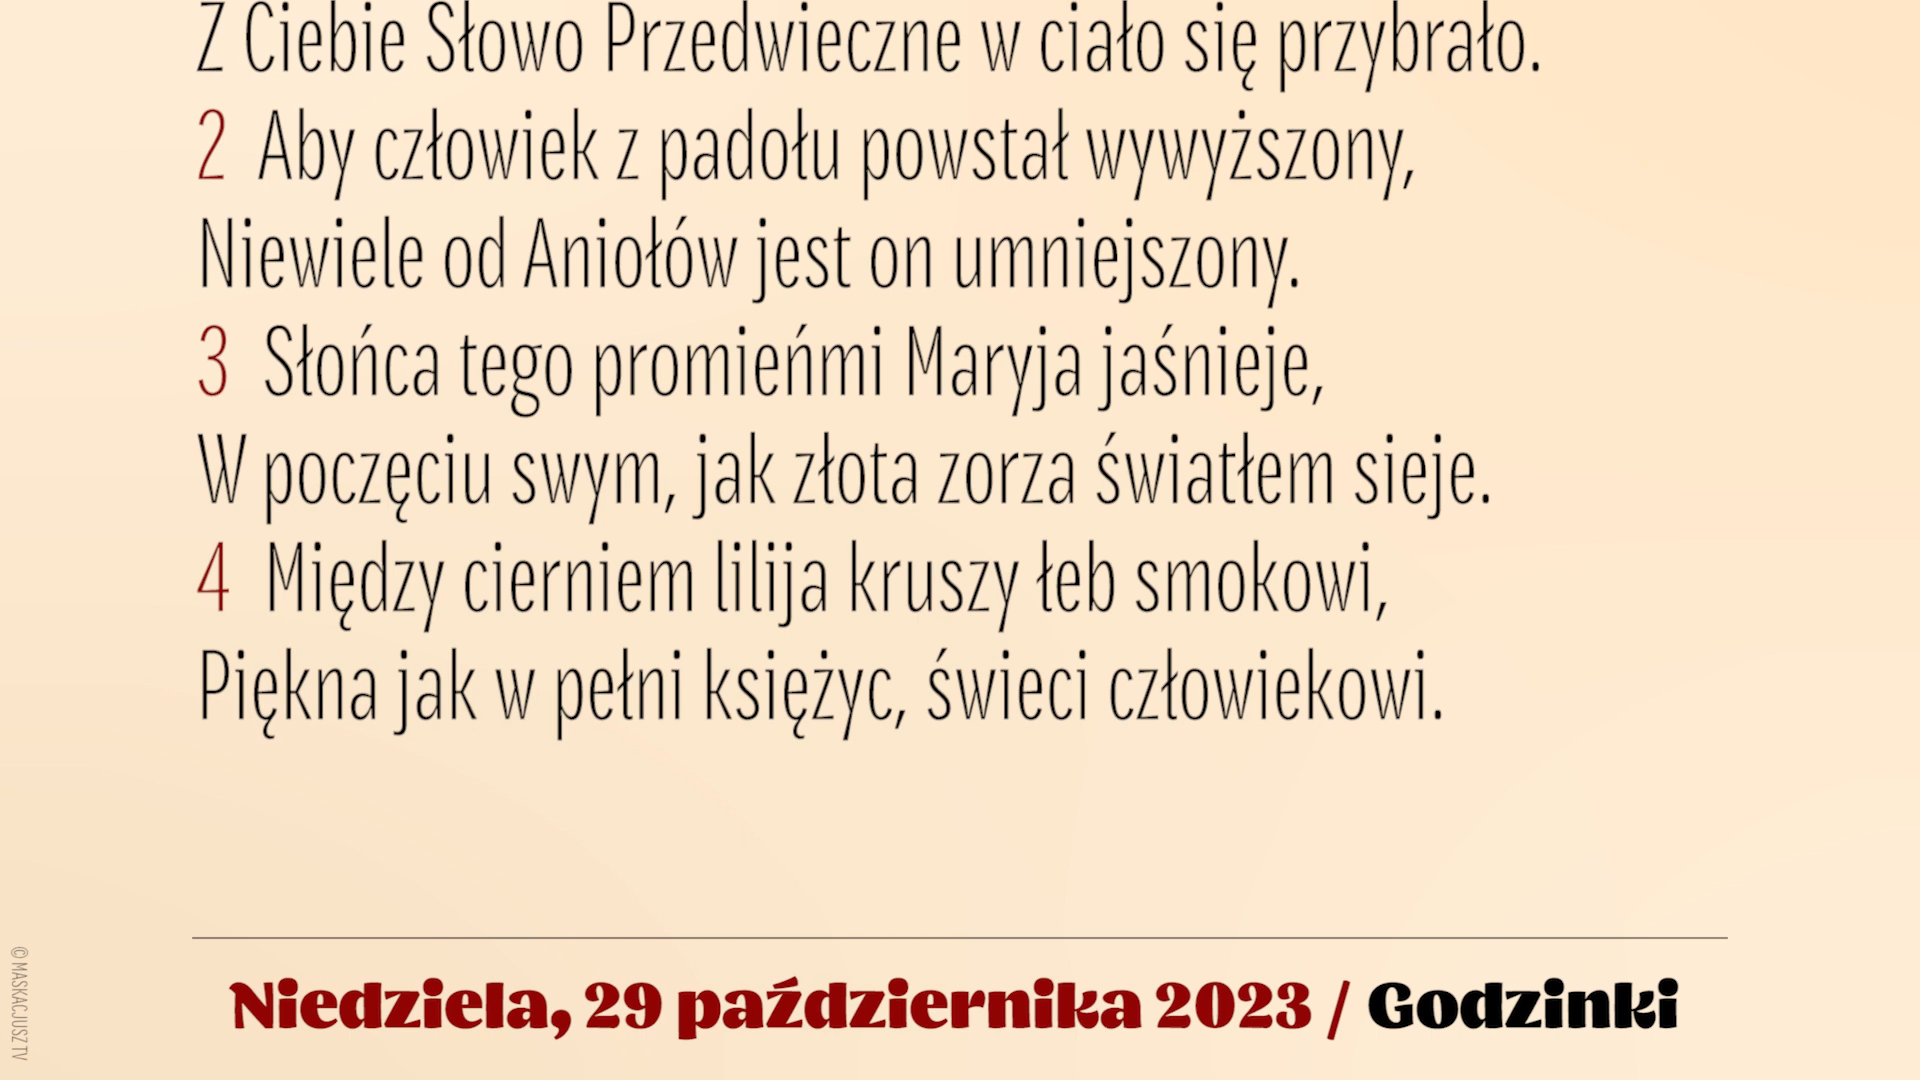 Z Ciebie Słowo Przedwieczne w ciało się przybrało.
2 Aby człowiek z padołu powstał wywyższony,
Niewiele od Aniołów jest on umniejszony.
3 Słońca tego promieńmi Maryja jaśnieje,
W poczęciu swym, jak złota zorza światłem sieje.
4 Między cierniem lilija kruszy łeb smokowi,
Piękna jak w pełni księżyc, świeci człowiekowi.
Niedziela, 29 października 2023 / Godzinki
© MASKACJUSZ TV